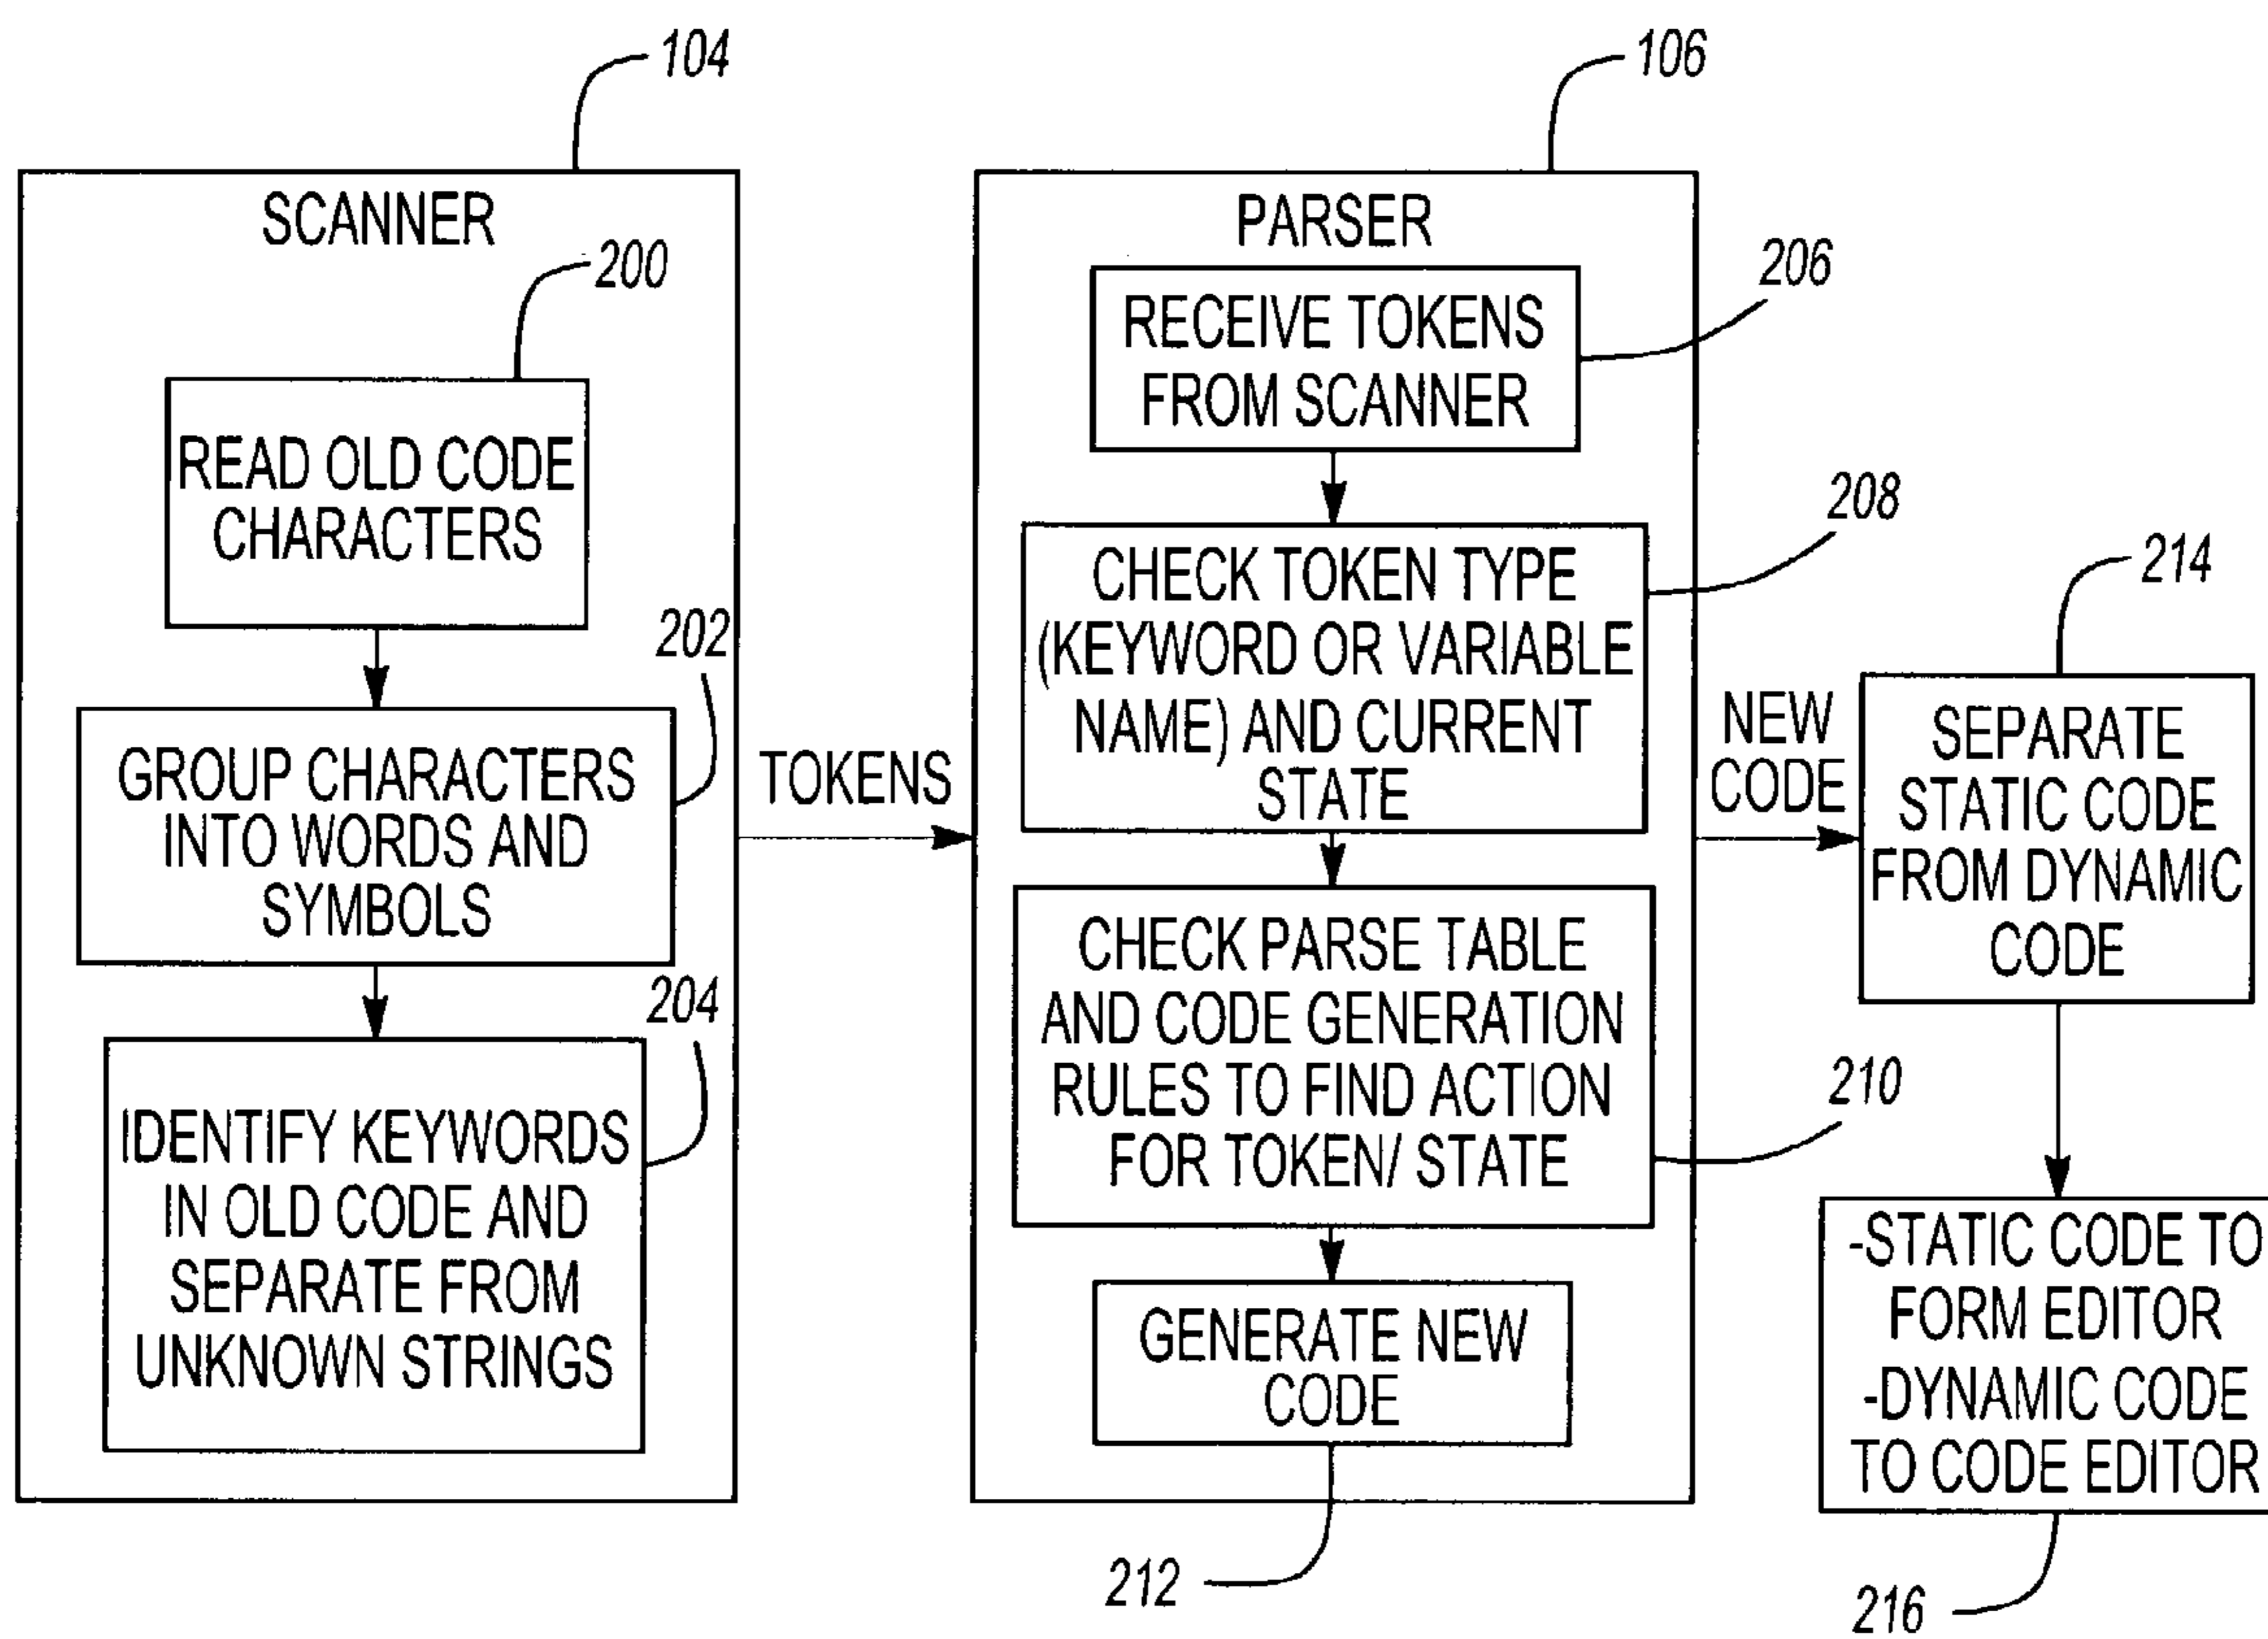 104
SCANNER
200
READ OLD CODE
CHARACTERS
202
GROUP CHARACTERS
INTO WORDS AND
SYMBOLS
204
IDENTIFY KEYWORDS
IN OLD CODE AND
SEPARATE FROM
UNKNOWN STRINGS
TOKENS
106
PARSER
206
RECEIVE TOKENS
FROM SCANNER
208
CHECK TOKEN TYPE
(KEYWORD OR VARIABLE
NAME) AND CURRENT
STATE
210
CHECK PARSE TABLE
AND CODE GENERATION
RULES TO FIND ACTION
FOR TOKEN/ STATE
GENERATE NEW
CODE
212
NEW
CODE
214
SEPARATE
STATIC CODE
FROM DYNAMIC
CODE
-STATIC CODE TO
FORM EDITOR
-DYNAMIC CODE
TO CODE EDITOR
216